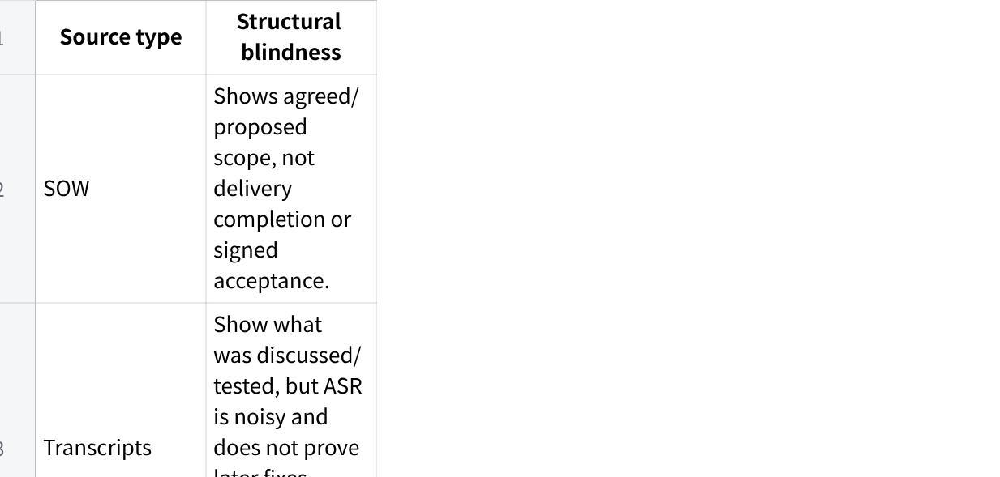 1
Source type
Structural
blindness
2
SOW
Shows agreed/
proposed
scope, not
delivery
completion or
signed
acceptance.
3
Transcripts
Show what
was discussed/
tested, but ASR
is noisy and
does not prove
later fixes